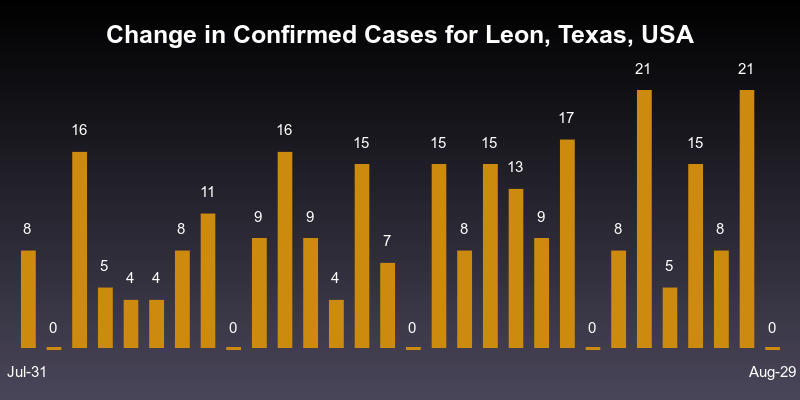 Change in Confirmed Cases for Leon, Texas, USA
8 0 16 5 4 4 8 11 0 9 16 9 4 15 7 0 15 8 15 13 9 17 0 8 21 5 15 8 21 0
Jul-31 Aug-29